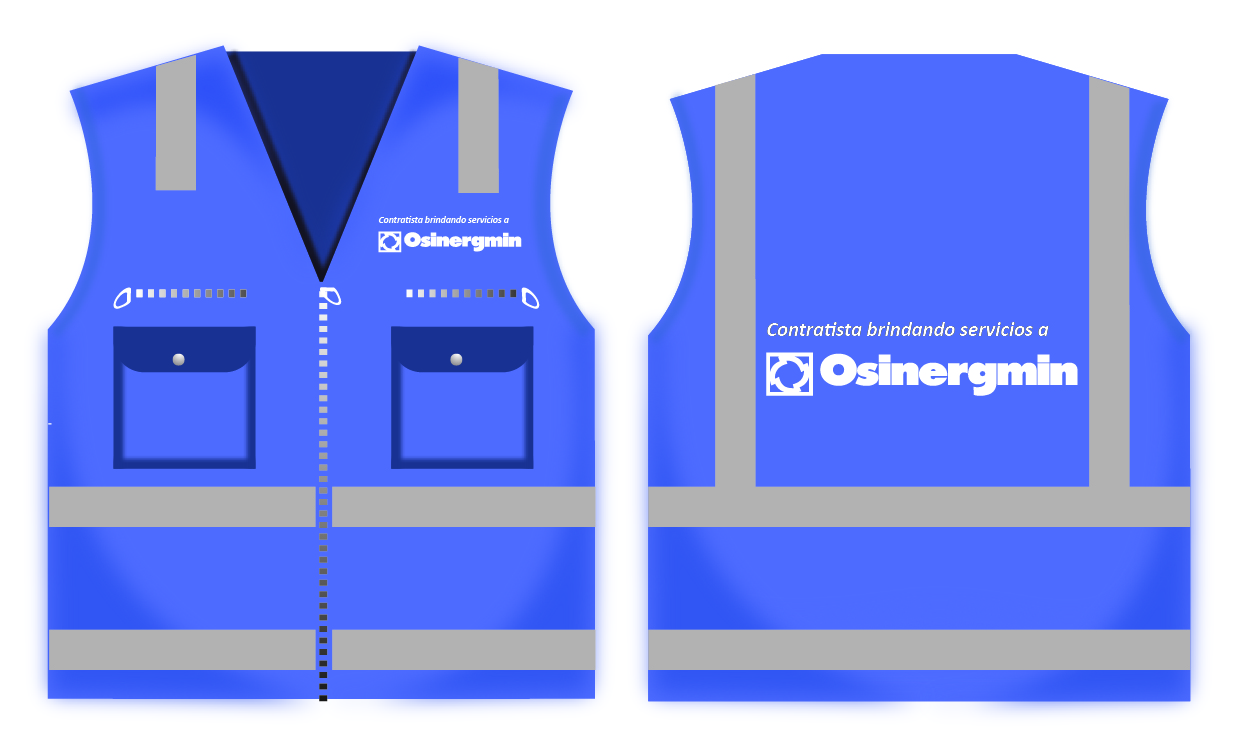 Contratista brindando servicios a
Osinergmin
Contratista brindando servicios a
Osinergmin